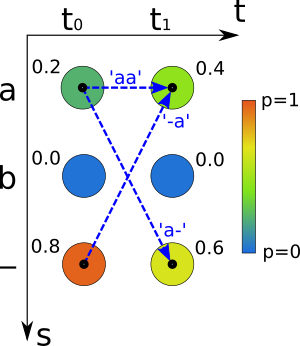 t
t₀ t₁
0.2 'aa' 0.4
a
'-a' p=1
b 0.0 0.0
'a-'
0.8 0.6 p=0
–
s